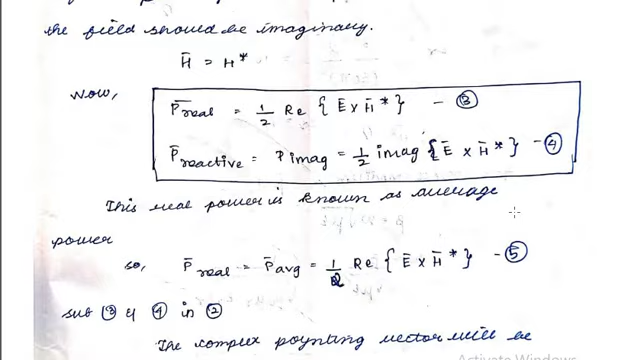 the field should be imaginary.
H̄ = H*
Now,
P̄real = 1/2 Re { Ē x H̄* } - ③
P̄reactive = P imag = 1/2 imag { Ē x H̄* } - ④
This real power is known as average
power
so, P̄real = P̄avg = 1/2 Re { Ē x H̄* } - ⑤
sub ③ & ④ in ②
The complex poynting vector will be
Activate Windows